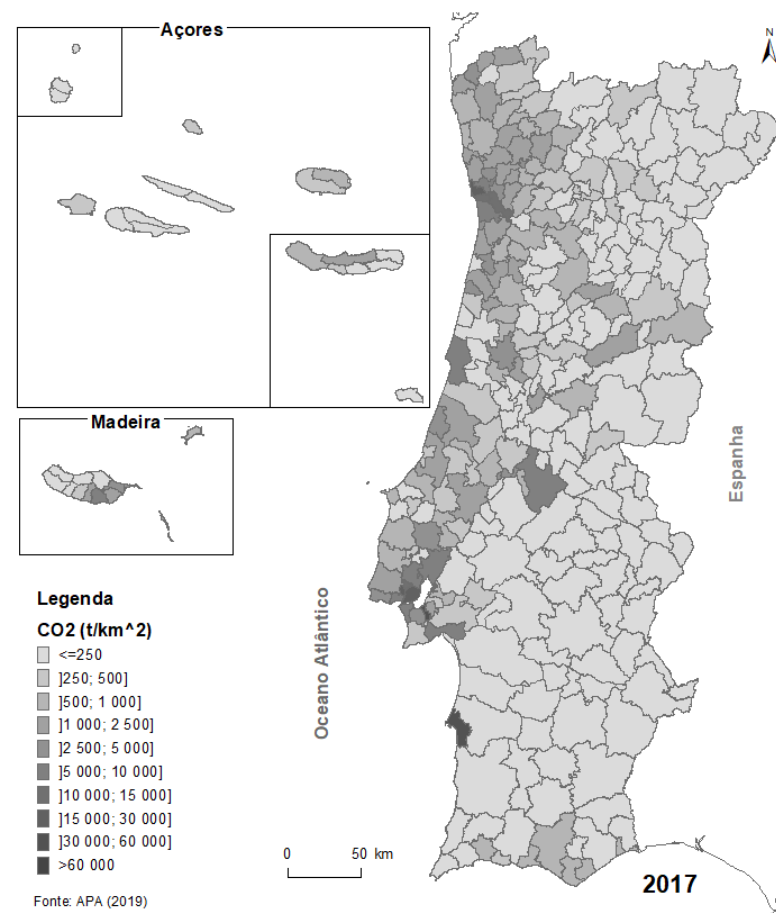 Açores
N
Madeira
Espanha
Oceano Atlântico
Legenda
CO2 (t/km^2)
<=250
]250; 500]
]500; 1 000]
]1 000; 2 500]
]2 500; 5 000]
]5 000; 10 000]
]10 000; 15 000]
]15 000; 30 000]
]30 000; 60 000]
>60 000
0 50 km
2017
Fonte: APA (2019)